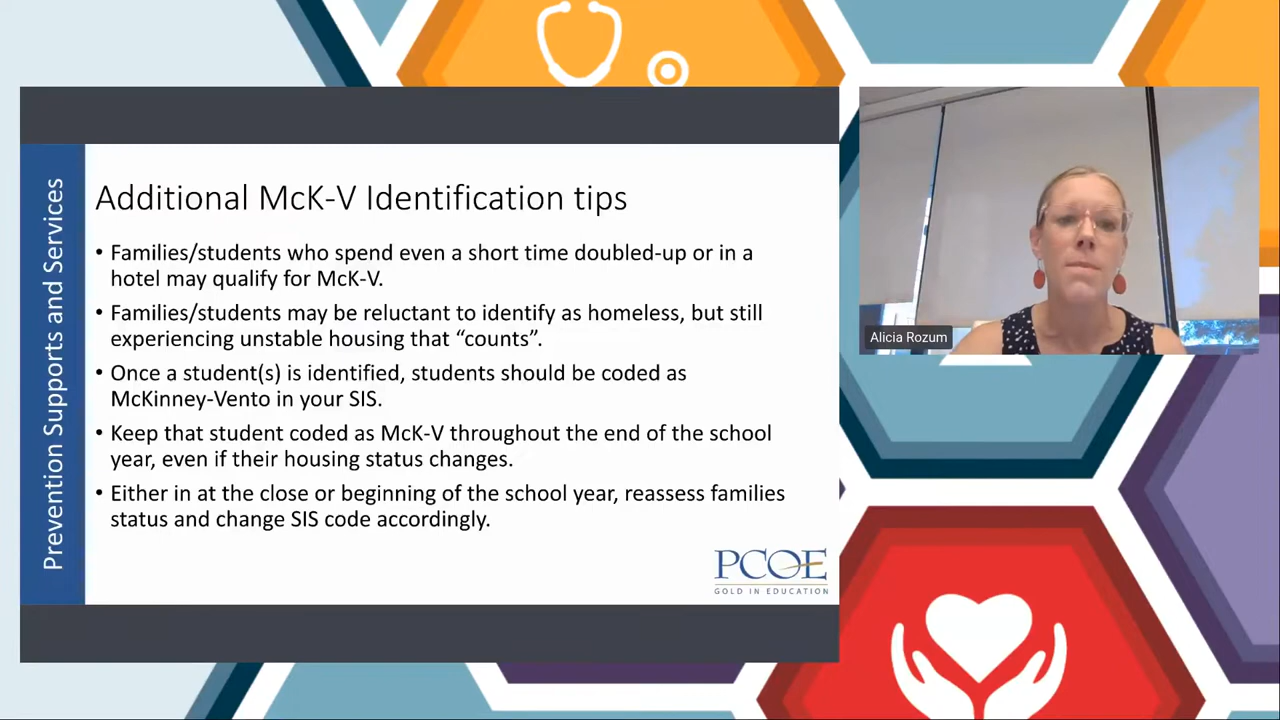 Prevention Supports and Services
Additional McK-V Identification tips
• Families/students who spend even a short time doubled-up or in a
hotel may qualify for McK-V.
• Families/students may be reluctant to identify as homeless, but still
experiencing unstable housing that “counts”.
• Once a student(s) is identified, students should be coded as
McKinney-Vento in your SIS.
• Keep that student coded as McK-V throughout the end of the school
year, even if their housing status changes.
• Either in at the close or beginning of the school year, reassess families
status and change SIS code accordingly.
PCOE
GOLD IN EDUCATION
Alicia Rozum